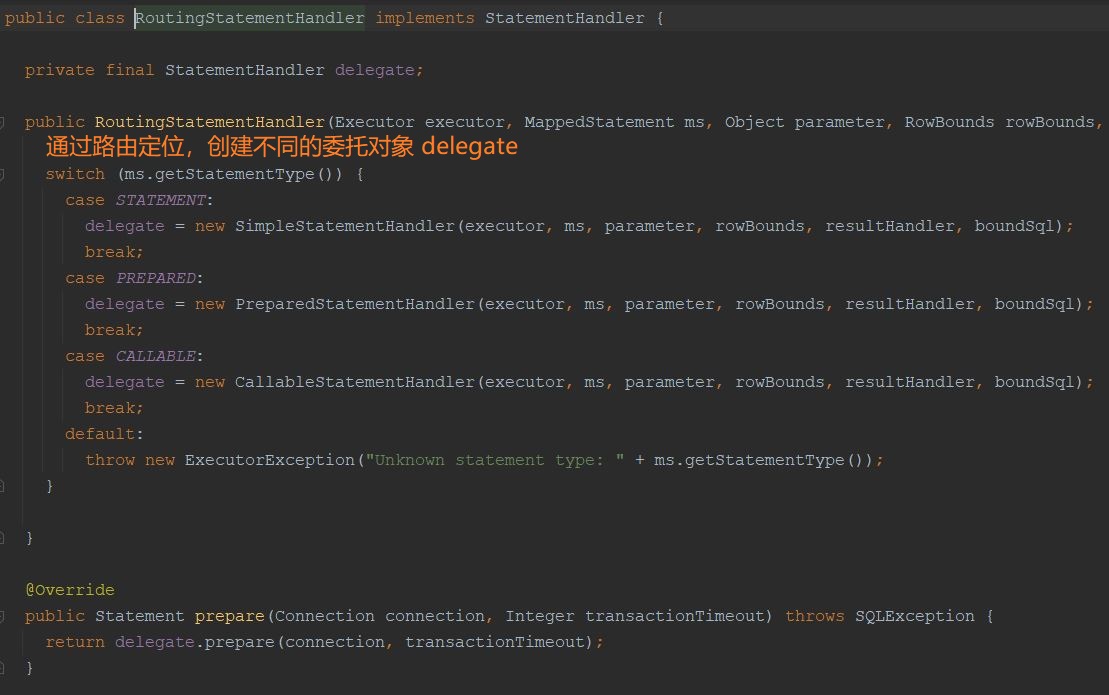 public class RoutingStatementHandler implements StatementHandler {
private final StatementHandler delegate;
public RoutingStatementHandler(Executor executor, MappedStatement ms, Object parameter, RowBounds rowBounds,
通过路由定位，创建不同的委托对象 delegate
switch (ms.getStatementType()) {
case STATEMENT:
delegate = new SimpleStatementHandler(executor, ms, parameter, rowBounds, resultHandler, boundSql);
break;
case PREPARED:
delegate = new PreparedStatementHandler(executor, ms, parameter, rowBounds, resultHandler, boundSql);
break;
case CALLABLE:
delegate = new CallableStatementHandler(executor, ms, parameter, rowBounds, resultHandler, boundSql);
break;
default:
throw new ExecutorException("Unknown statement type: " + ms.getStatementType());
}
}
@Override
public Statement prepare(Connection connection, Integer transactionTimeout) throws SQLException {
return delegate.prepare(connection, transactionTimeout);
}